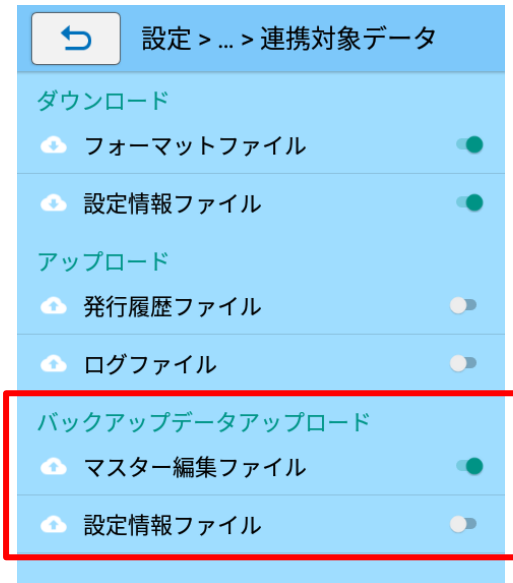 設定 > ... > 連携対象データ
ダウンロード
フォーマットファイル
設定情報ファイル
アップロード
発行履歴ファイル
ログファイル
バックアップデータアップロード
マスター編集ファイル
設定情報ファイル